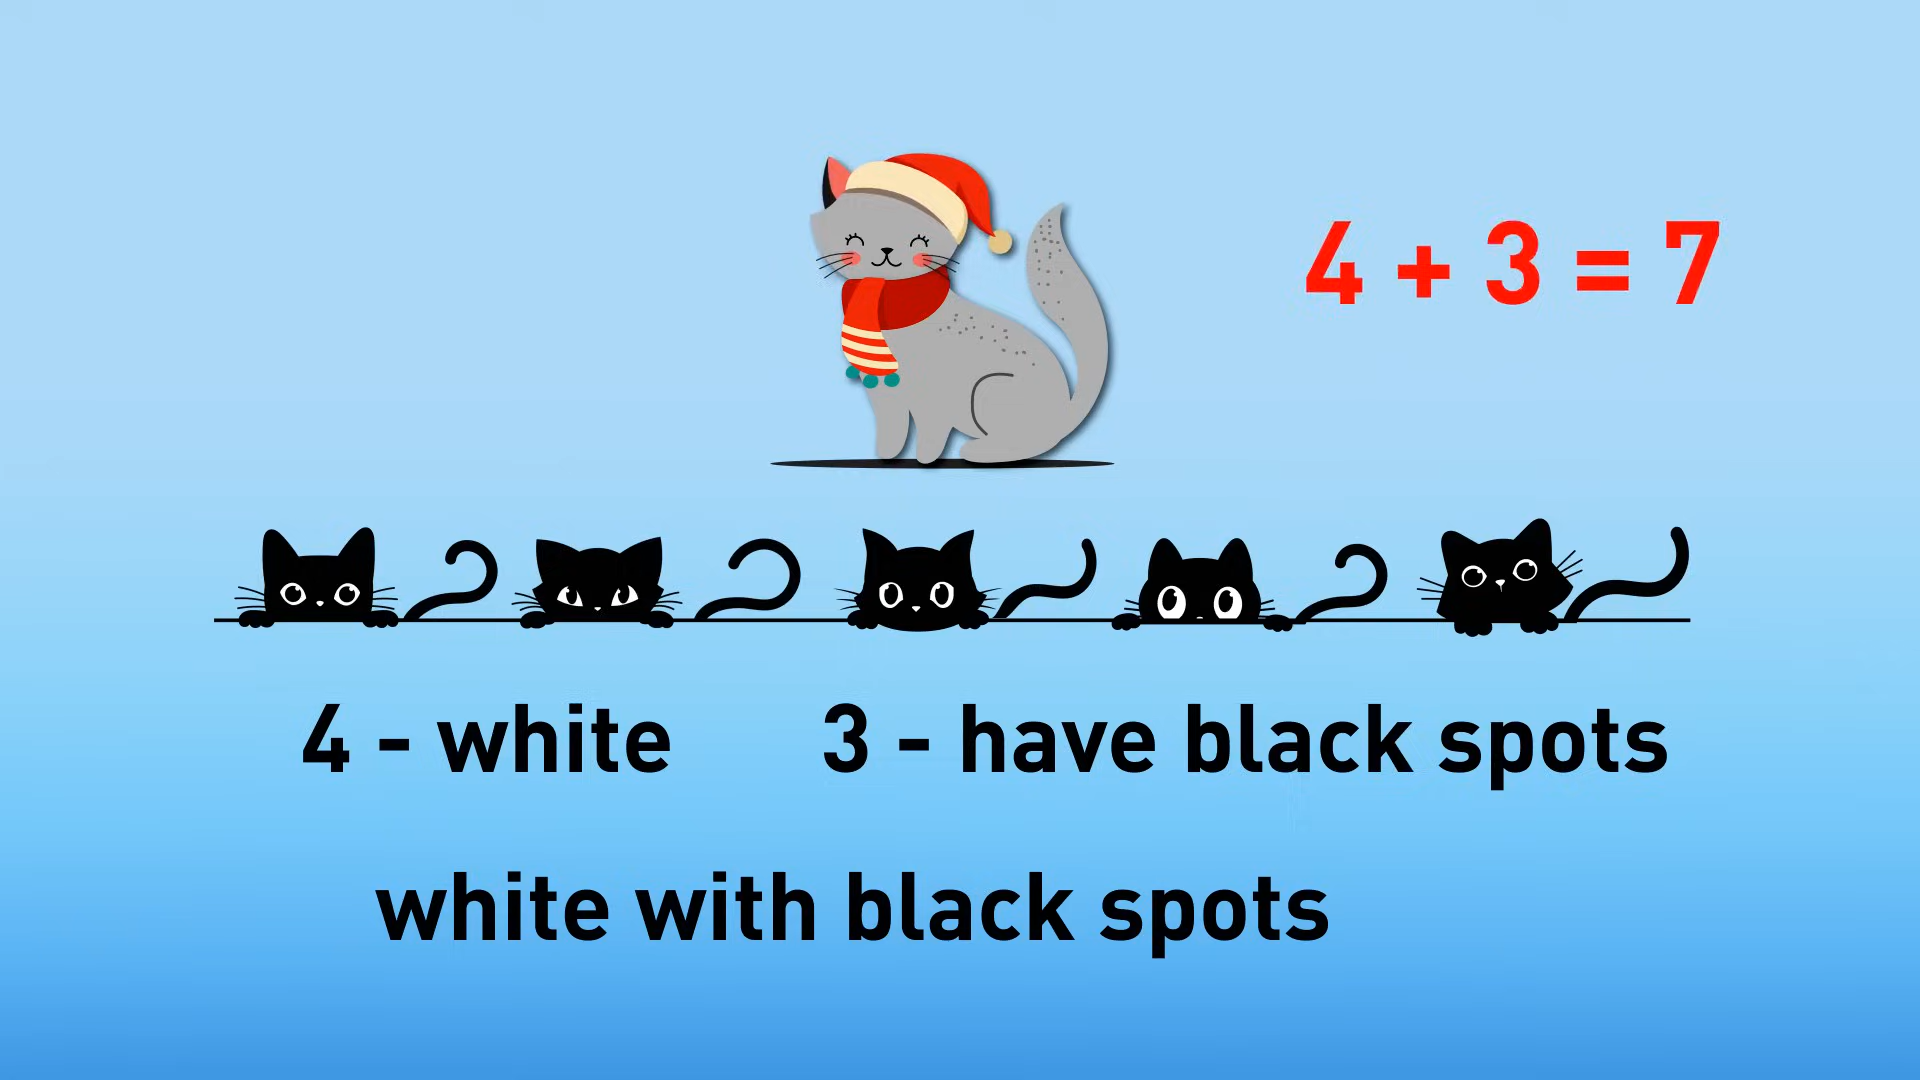 4 + 3 = 7
4 - white
3 - have black spots
white with black spots